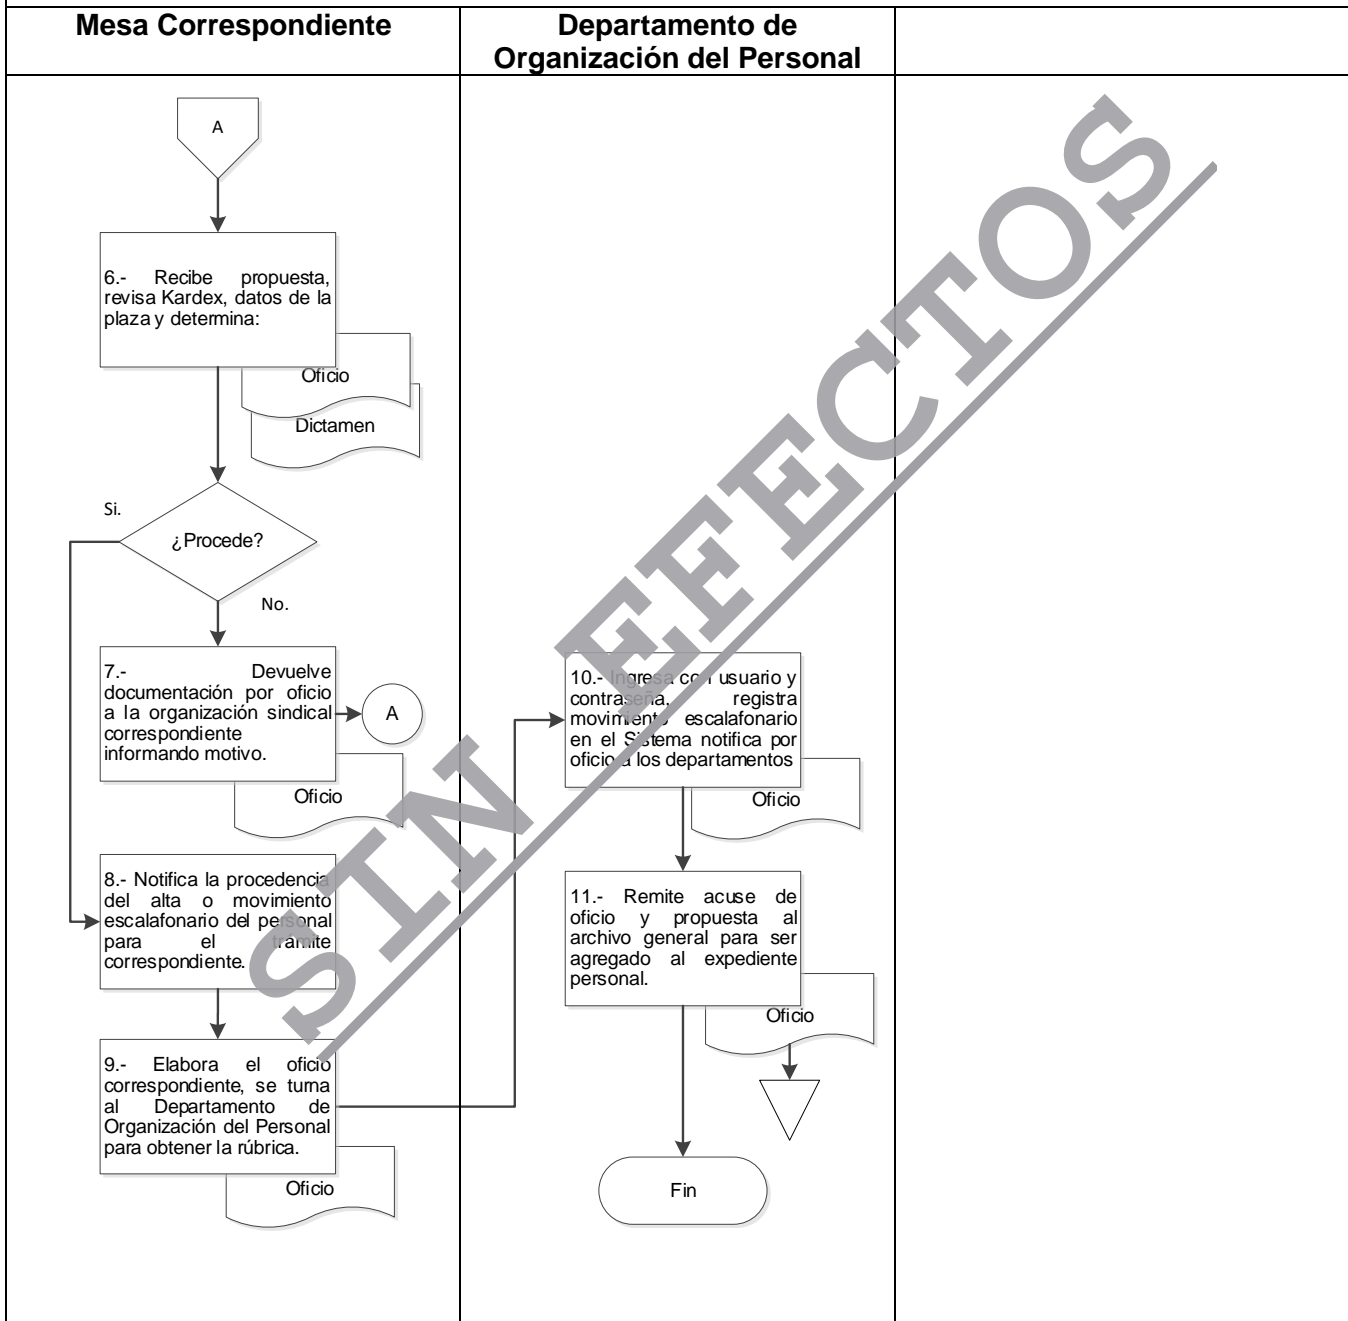 Mesa Correspondiente
Departamento de
Organización del Personal
A
6.- Recibe propuesta,
revisa Kardex, datos de la
plaza y determina:
Oficio
Dictamen
Si.
¿Procede?
No.
7.- Devuelve
documentación por oficio
a la organización sindical
correspondiente
informando motivo.
A
Oficio
8.- Notifica la procedencia
del alta o movimiento
escalafonario del personal
para el trámite
correspondiente.
9.- Elabora el oficio
correspondiente, se turna
al Departamento de
Organización del Personal
para obtener la rúbrica.
Oficio
10.- Ingresa con usuario y
contraseña, registra
movimiento escalafonario
en el Sistema notifica por
oficio a los departamentos
Oficio
11.- Remite acuse de
oficio y propuesta al
archivo general para ser
agregado al expediente
personal.
Oficio
Fin
SIN EFECTOS